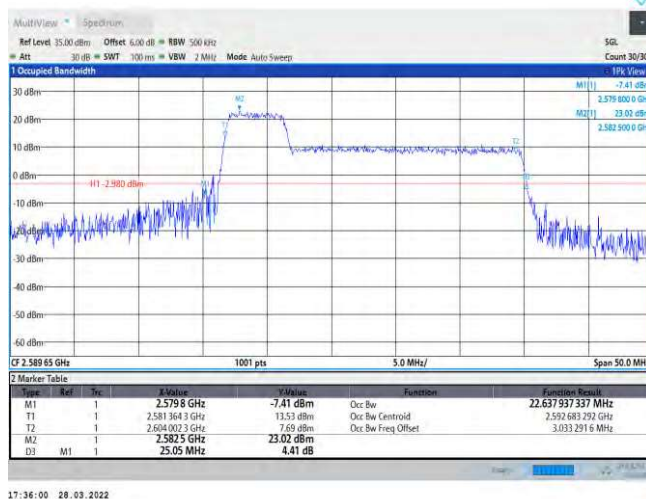 MultiView Spectrum
Ref Level 35.00 dBm Offset 6.00 dB RBW 500 kHz SGL
Att 30 dB SWT 100 ms VBW 2 MHz Mode Auto Sweep Count 30/30
1 Occupied Bandwidth 1Pk View
M1[1] -7.41 dBm
2.579 800 0 GHz
M2[1] 23.02 dBm
2.582 500 0 GHz
30 dBm
M2
20 dBm
T1
10 dBm
T2
0 dBm
H1 -2.980 dBm
M1
-10 dBm
-20 dBm
-30 dBm
-40 dBm
-50 dBm
-60 dBm
CF 2.589 65 GHz 1001 pts 5.0 MHz/ Span 50.0 MHz
2 Marker Table
Type Ref Trc X-Value Y-Value Function Function Result
M1 1 2.579 8 GHz -7.41 dBm Occ Bw 22.637 937 337 MHz
T1 1 2.581 364 3 GHz 13.53 dBm Occ Bw Centroid 2.592 683 292 GHz
T2 1 2.604 002 3 GHz 7.69 dBm Occ Bw Freq Offset 3.033 291 6 MHz
M2 1 2.582 5 GHz 23.02 dBm
D3 M1 1 25.05 MHz 4.41 dB
17:36:00 28.03.2022